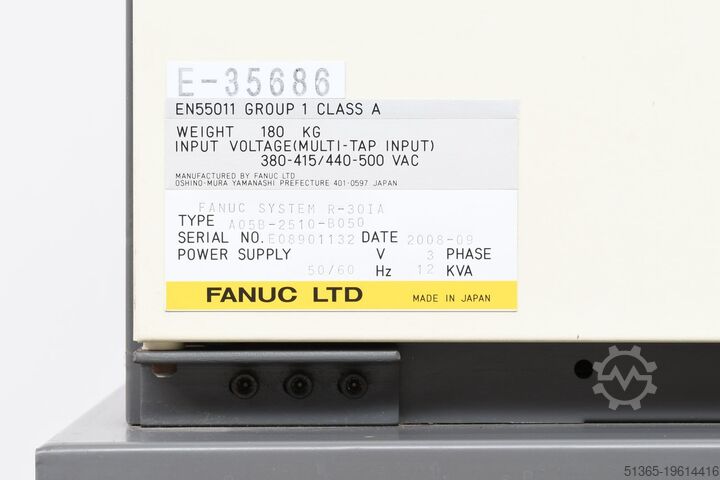 E-35686
EN55011 GROUP 1 CLASS A
WEIGHT 180 KG
INPUT VOLTAGE(MULTI-TAP INPUT)
380-415/440-500 VAC
MANUFACTURED BY FANUC LTD
OSHINO-MURA YAMANASHI PREFECTURE 401-0597 JAPAN
FANUC SYSTEM R-30IA
TYPE A05B-2510-B050
SERIAL NO. E08901132 DATE 2008-09
POWER SUPPLY V 3 PHASE
50/60 Hz 12 KVA
FANUC LTD MADE IN JAPAN
51365-19614416